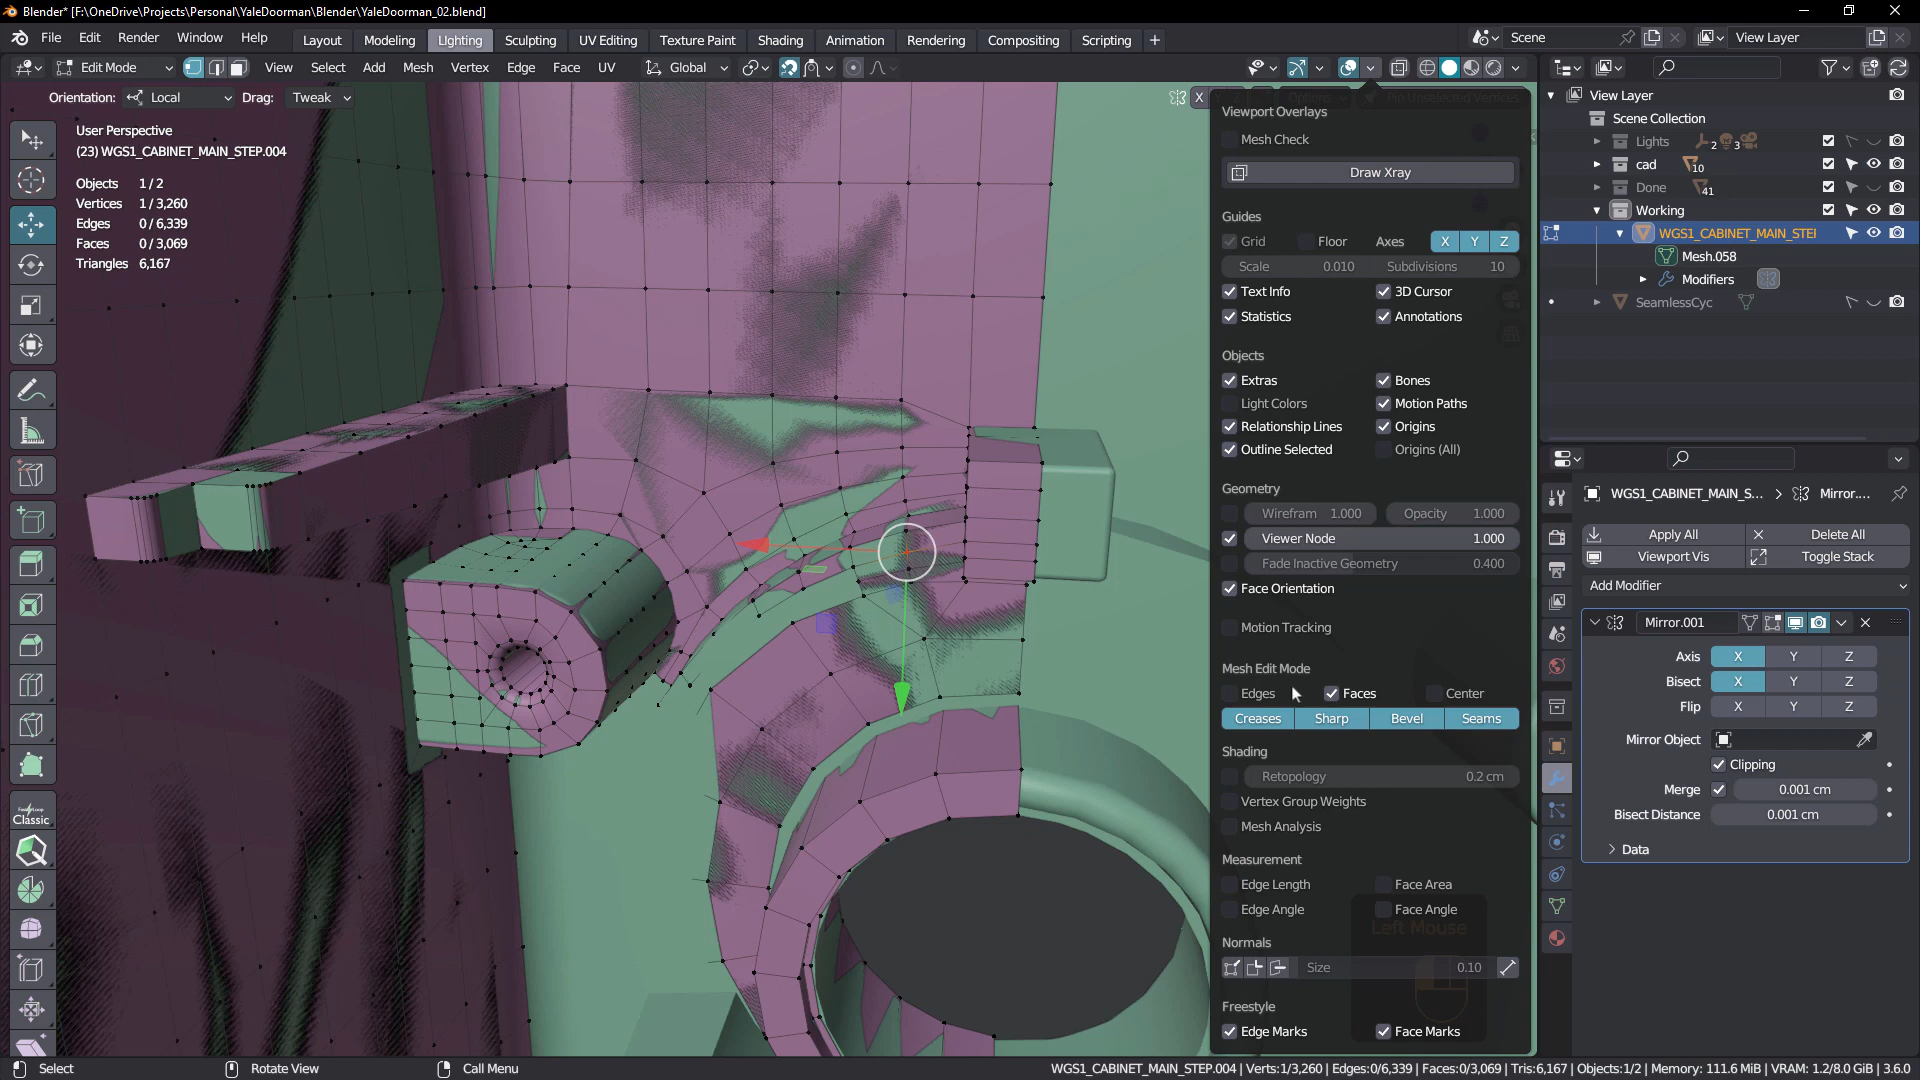 Blender* [F:\OneDrive\Projects\Personal\YaleDoorman\Blender\YaleDoorman_02.blend]
File Edit Render Window Help
Layout Modeling Lighting Sculpting UV Editing Texture Paint Shading Animation Rendering Compositing Scripting +
Scene
View Layer
Edit Mode
View Select Add Mesh Vertex Edge Face UV
Global
Orientation: Local Drag: Tweak
X
User Perspective
(23) WGS1_CABINET_MAIN_STEP.004
Objects 1 / 2
Vertices 1 / 3,260
Edges 0 / 6,339
Faces 0 / 3,069
Triangles 6,167
Classic
Viewport Overlays
Mesh Check
Draw Xray
Guides
Grid Floor Axes X Y Z
Scale 0.010 Subdivisions 10
Text Info 3D Cursor
Statistics Annotations
Objects
Extras Bones
Light Colors Motion Paths
Relationship Lines Origins
Outline Selected Origins (All)
Geometry
Wirefram 1.000 Opacity 1.000
Viewer Node 1.000
Fade Inactive Geometry 0.400
Face Orientation
Motion Tracking
Mesh Edit Mode
Edges Faces Center
Creases Sharp Bevel Seams
Shading
Retopology 0.2 cm
Vertex Group Weights
Mesh Analysis
Measurement
Edge Length Face Area
Edge Angle Face Angle
Left Mouse
Normals
Size 0.10
Freestyle
Edge Marks Face Marks
View Layer
Scene Collection
Lights 2 3
cad 10
Done 41
Working
WGS1_CABINET_MAIN_STEI
Mesh.058
Modifiers
SeamlessCyc
WGS1_CABINET_MAIN_S... > Mirror....
Apply All Delete All
Viewport Vis Toggle Stack
Add Modifier
Mirror.001
Axis X Y Z
Bisect X Y Z
Flip X Y Z
Mirror Object
Clipping
Merge 0.001 cm
Bisect Distance 0.001 cm
Data
Select Rotate View Call Menu
WGS1_CABINET_MAIN_STEP.004 | Verts:1/3,260 | Edges:0/6,339 | Faces:0/3,069 | Tris:6,167 | Objects:1/2 | Memory: 111.6 MiB | VRAM: 1.2/8.0 GiB | 3.6.0